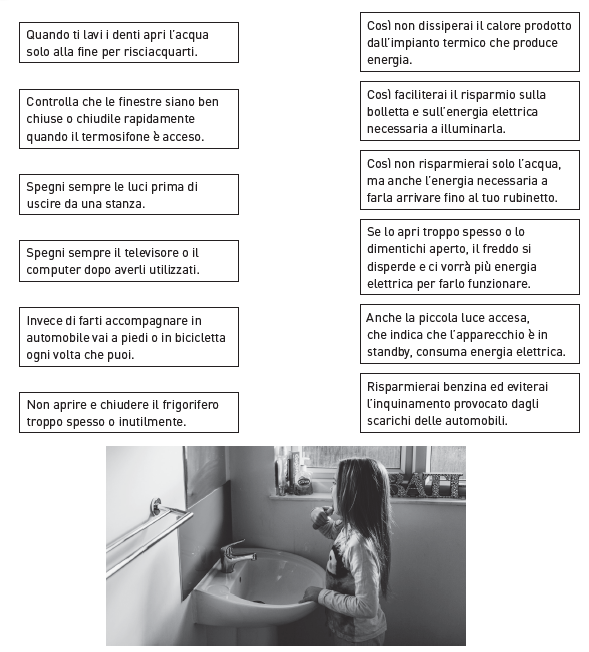 Quando ti lavi i denti apri l'acqua
solo alla fine per risciacquarti.
Controlla che le finestre siano ben
chiuse o chiudile rapidamente
quando il termosifone è acceso.
Spegni sempre le luci prima di
uscire da una stanza.
Spegni sempre il televisore o il
computer dopo averli utilizzati.
Invece di farti accompagnare in
automobile vai a piedi o in bicicletta
ogni volta che puoi.
Non aprire e chiudere il frigorifero
troppo spesso o inutilmente.
Così non dissiperai il calore prodotto
dall'impianto termico che produce
energia.
Così faciliterai il risparmio sulla
bolletta e sull'energia elettrica
necessaria a illuminarla.
Così non risparmierai solo l'acqua,
ma anche l'energia necessaria a
farla arrivare fino al tuo rubinetto.
Se lo apri troppo spesso o lo
dimentichi aperto, il freddo si
disperde e ci vorrà più energia
elettrica per farlo funzionare.
Anche la piccola luce accesa,
che indica che l'apparecchio è in
standby, consuma energia elettrica.
Risparmierai benzina ed eviterai
l'inquinamento provocato dagli
scarichi delle automobili.
BATH